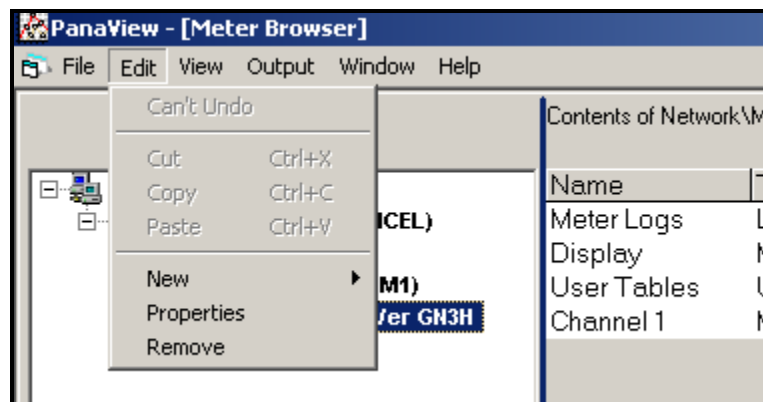 PanaView - [Meter Browser]
File Edit View Output Window Help
Can't Undo
Cut Ctrl+X
Copy Ctrl+C
Paste Ctrl+V
New
Properties
Remove
ICEL)
M1)
Ver GN3H
Contents of Network\M
Name
Meter Logs
Display
User Tables
Channel 1